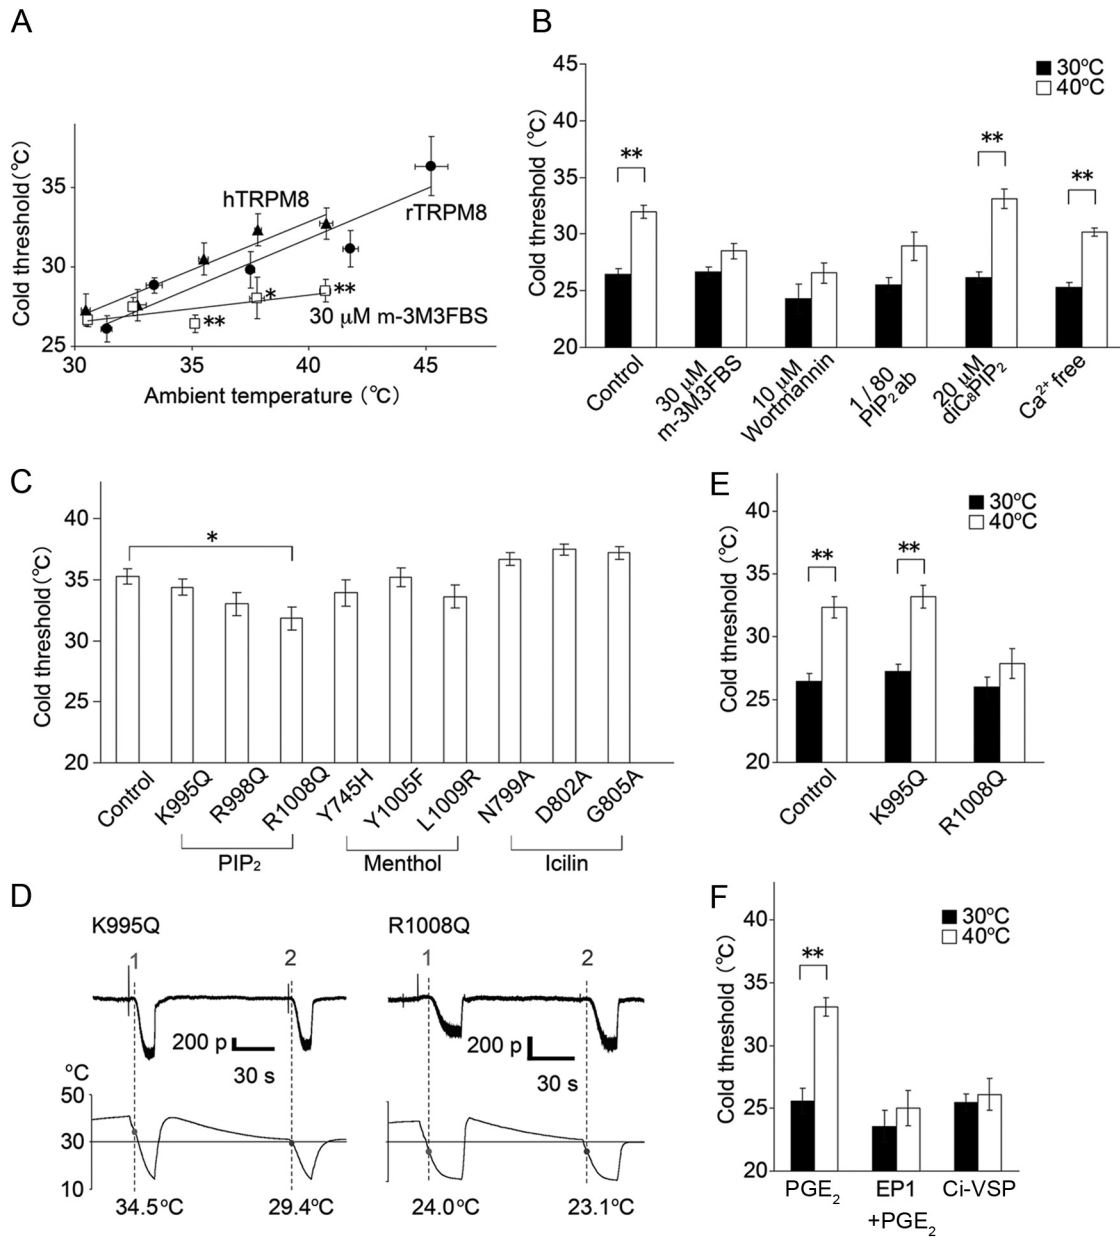 A
Cold threshold (°C)
35
30
25
hTRPM8
rTRPM8
*
**
**
30 μM m-3M3FBS
30
35
40
45
Ambient temperature (°C)
B
Cold threshold (°C)
45
40
35
30
25
20
30°C
40°C
**
**
**
Control
30 μM
m-3M3FBS
10 μM
Wortmannin
1 / 80
PIP₂ ab
20 μM
diC₈PIP₂
Ca²⁺ free
C
Cold threshold (°C)
40
35
30
25
20
*
Control
K995Q
R998Q
R1008Q
Y745H
Y1005F
L1009R
N799A
D802A
G805A
PIP₂
Menthol
Icilin
E
Cold threshold (°C)
40
35
30
25
20
30°C
40°C
**
**
Control
K995Q
R1008Q
D
K995Q
R1008Q
1
2
1
2
200 p
30 s
200 p
30 s
°C
50
30
10
34.5°C
29.4°C
24.0°C
23.1°C
F
Cold threshold (°C)
40
35
30
25
20
30°C
40°C
**
PGE₂
EP1
+PGE₂
Ci-VSP